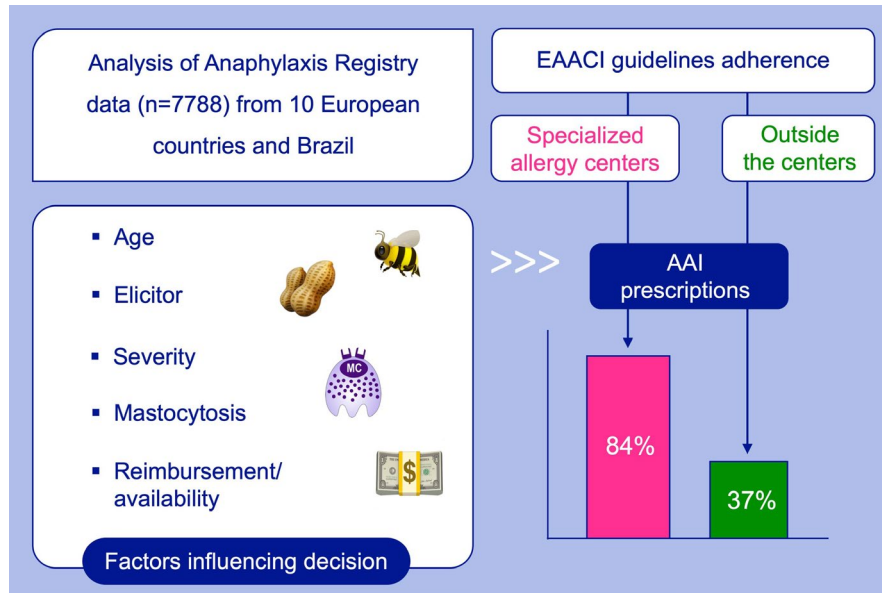 Analysis of Anaphylaxis Registry
data (n=7788) from 10 European
countries and Brazil
▪ Age
▪ Elicitor
▪ Severity
▪ Mastocytosis
▪ Reimbursement/
availability
MC
$
Factors influencing decision
>>>
EAACI guidelines adherence
Specialized
allergy centers
Outside
the centers
AAI
prescriptions
84%
37%